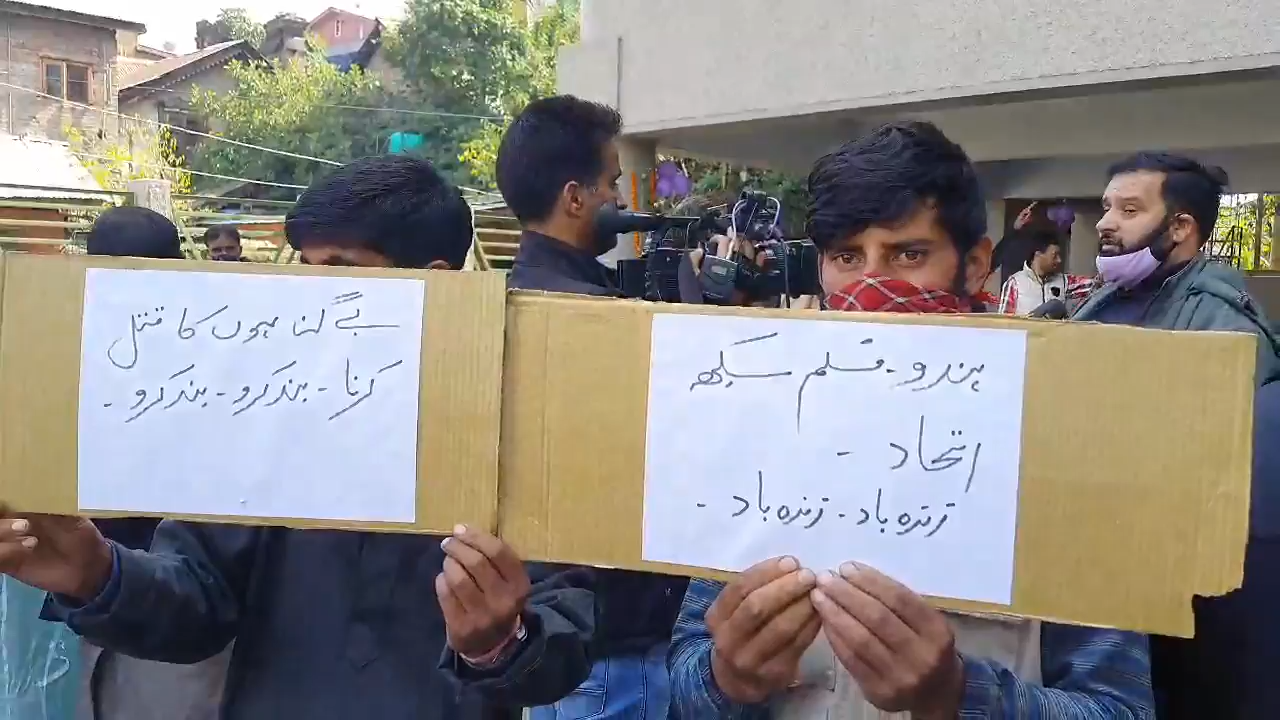 بے گناہوں کا قتل
کرنا - بند کرو - بند کرو -
ہندو - مسلم سکھ
اتحاد -
زندہ باد - زندہ باد -